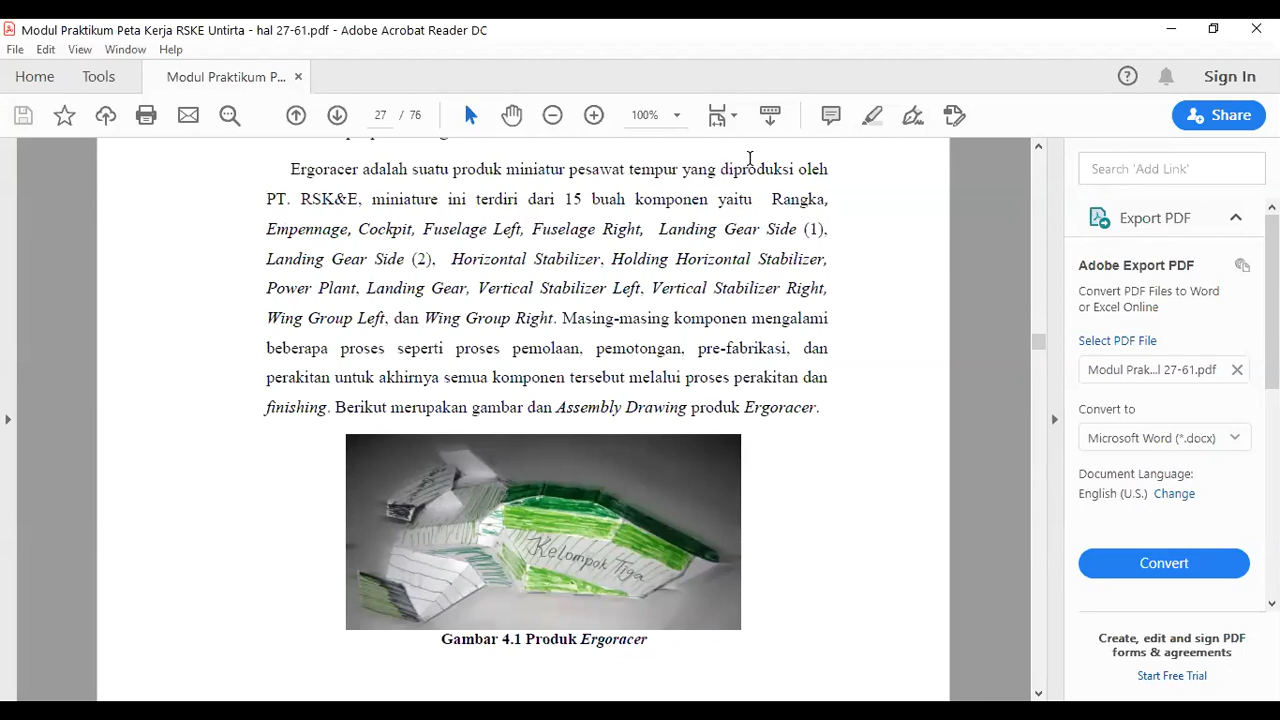 Modul Praktikum Peta Kerja RSKE Untirta - hal 27-61.pdf - Adobe Acrobat Reader DC
File Edit View Window Help
Home Tools Modul Praktikum P... Sign In
27 / 76 100% Share
Ergoracer adalah suatu produk miniatur pesawat tempur yang diproduksi oleh
PT. RSK&E, miniature ini terdiri dari 15 buah komponen yaitu Rangka,
Empennage, Cockpit, Fuselage Left, Fuselage Right, Landing Gear Side (1),
Landing Gear Side (2), Horizontal Stabilizer, Holding Horizontal Stabilizer,
Power Plant, Landing Gear, Vertical Stabilizer Left, Vertical Stabilizer Right,
Wing Group Left, dan Wing Group Right. Masing-masing komponen mengalami
beberapa proses seperti proses pemolaan, pemotongan, pre-fabrikasi, dan
perakitan untuk akhirnya semua komponen tersebut melalui proses perakitan dan
finishing. Berikut merupakan gambar dan Assembly Drawing produk Ergoracer.
Kelompok Tiga
Gambar 4.1 Produk Ergoracer
Search 'Add Link'
Export PDF
Adobe Export PDF
Convert PDF Files to Word
or Excel Online
Select PDF File
Modul Prak...l 27-61.pdf
Convert to
Microsoft Word (*.docx)
Document Language:
English (U.S.) Change
Convert
Create, edit and sign PDF
forms & agreements
Start Free Trial